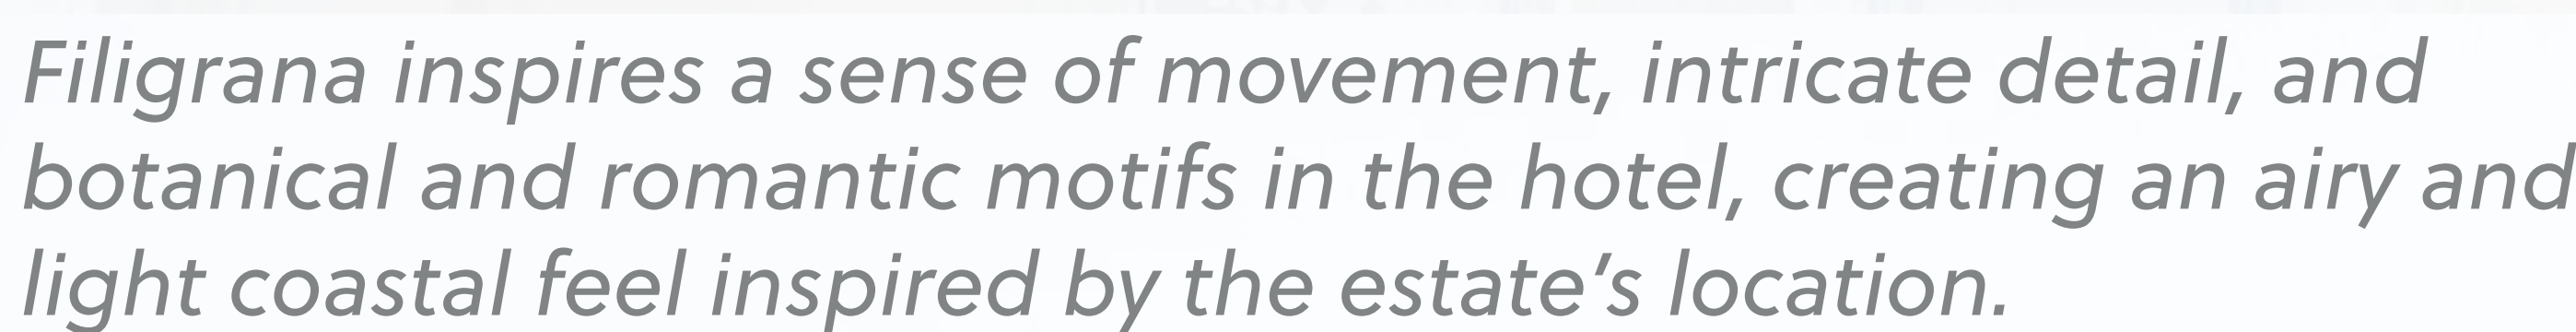 Filigrana inspires a sense of movement, intricate detail, and
botanical and romantic motifs in the hotel, creating an airy and
light coastal feel inspired by the estate’s location.